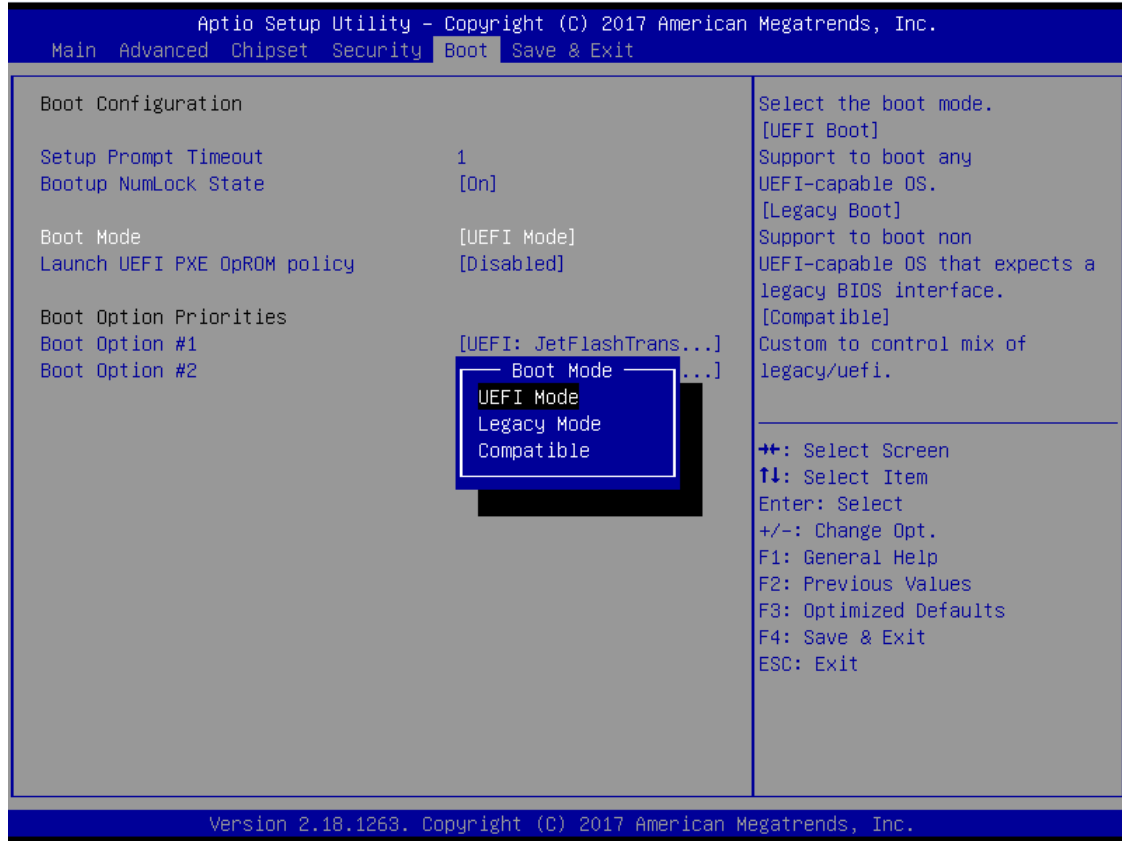 Aptio Setup Utility – Copyright (C) 2017 American Megatrends, Inc.
Main Advanced Chipset Security Boot Save & Exit
Boot Configuration
Setup Prompt Timeout 1
Bootup NumLock State [On]
Boot Mode [UEFI Mode]
Launch UEFI PXE OpROM policy [Disabled]
Boot Option Priorities
Boot Option #1 [UEFI: JetFlashTrans...]
Boot Option #2 ...]
Boot Mode
UEFI Mode
Legacy Mode
Compatible
Select the boot mode.
[UEFI Boot]
Support to boot any
UEFI-capable OS.
[Legacy Boot]
Support to boot non
UEFI-capable OS that expects a
legacy BIOS interface.
[Compatible]
Custom to control mix of
legacy/uefi.
→←: Select Screen
↑↓: Select Item
Enter: Select
+/-: Change Opt.
F1: General Help
F2: Previous Values
F3: Optimized Defaults
F4: Save & Exit
ESC: Exit
Version 2.18.1263. Copyright (C) 2017 American Megatrends, Inc.